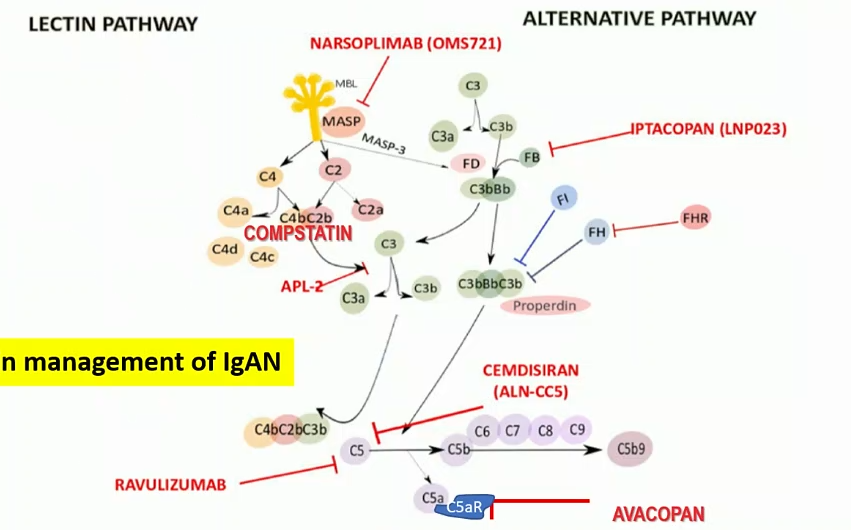 LECTIN PATHWAY
ALTERNATIVE PATHWAY
NARSOPLIMAB (OMS721)
MBL
MASP
MASP-3
C3
C3a
C3b
IPTACOPAN (LNP023)
FD
FB
C4
C2
C3bBb
FI
C4a
C4bC2b
C2a
FHR
FH
COMPSTATIN
C4d
C4c
C3
APL-2
C3a
C3b
C3bBbC3b
Properdin
n management of IgAN
CEMDISIRAN
(ALN-CC5)
C4bC2bC3b
C6
C7
C8
C9
C5
C5b
C5b9
RAVULIZUMAB
C5a
C5aR
AVACOPAN